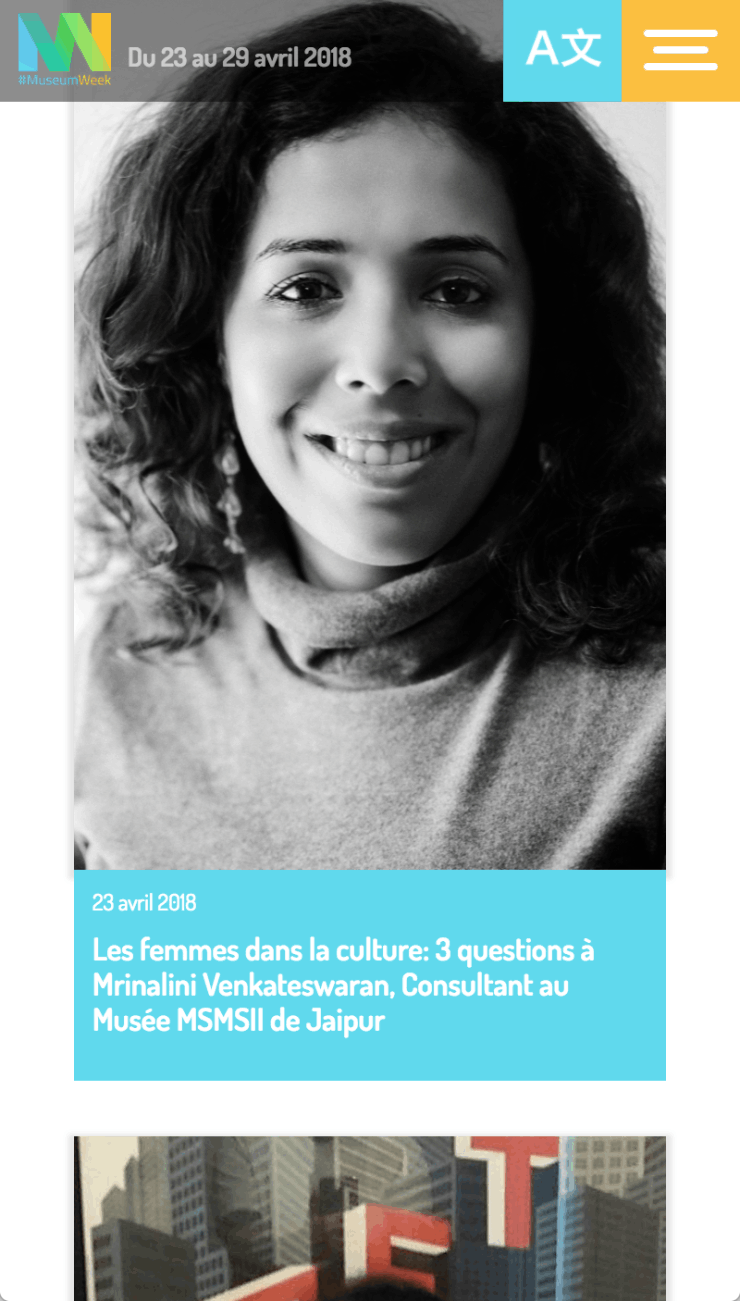 #MuseumWeek
Du 23 au 29 avril 2018
A文
23 avril 2018
Les femmes dans la culture: 3 questions à
Mrinalini Venkateswaran, Consultant au
Musée MSMSII de Jaipur
T
ET